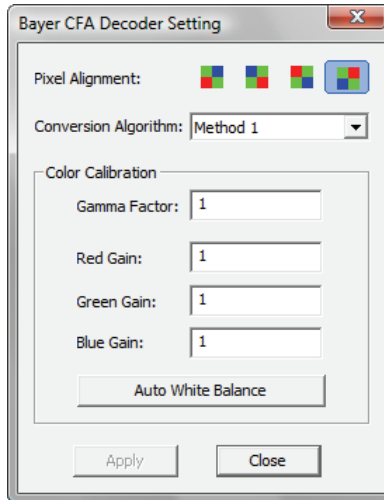 Bayer CFA Decoder Setting
Pixel Alignment:
Conversion Algorithm: Method 1
Color Calibration
Gamma Factor: 1
Red Gain: 1
Green Gain: 1
Blue Gain: 1
Auto White Balance
Apply Close